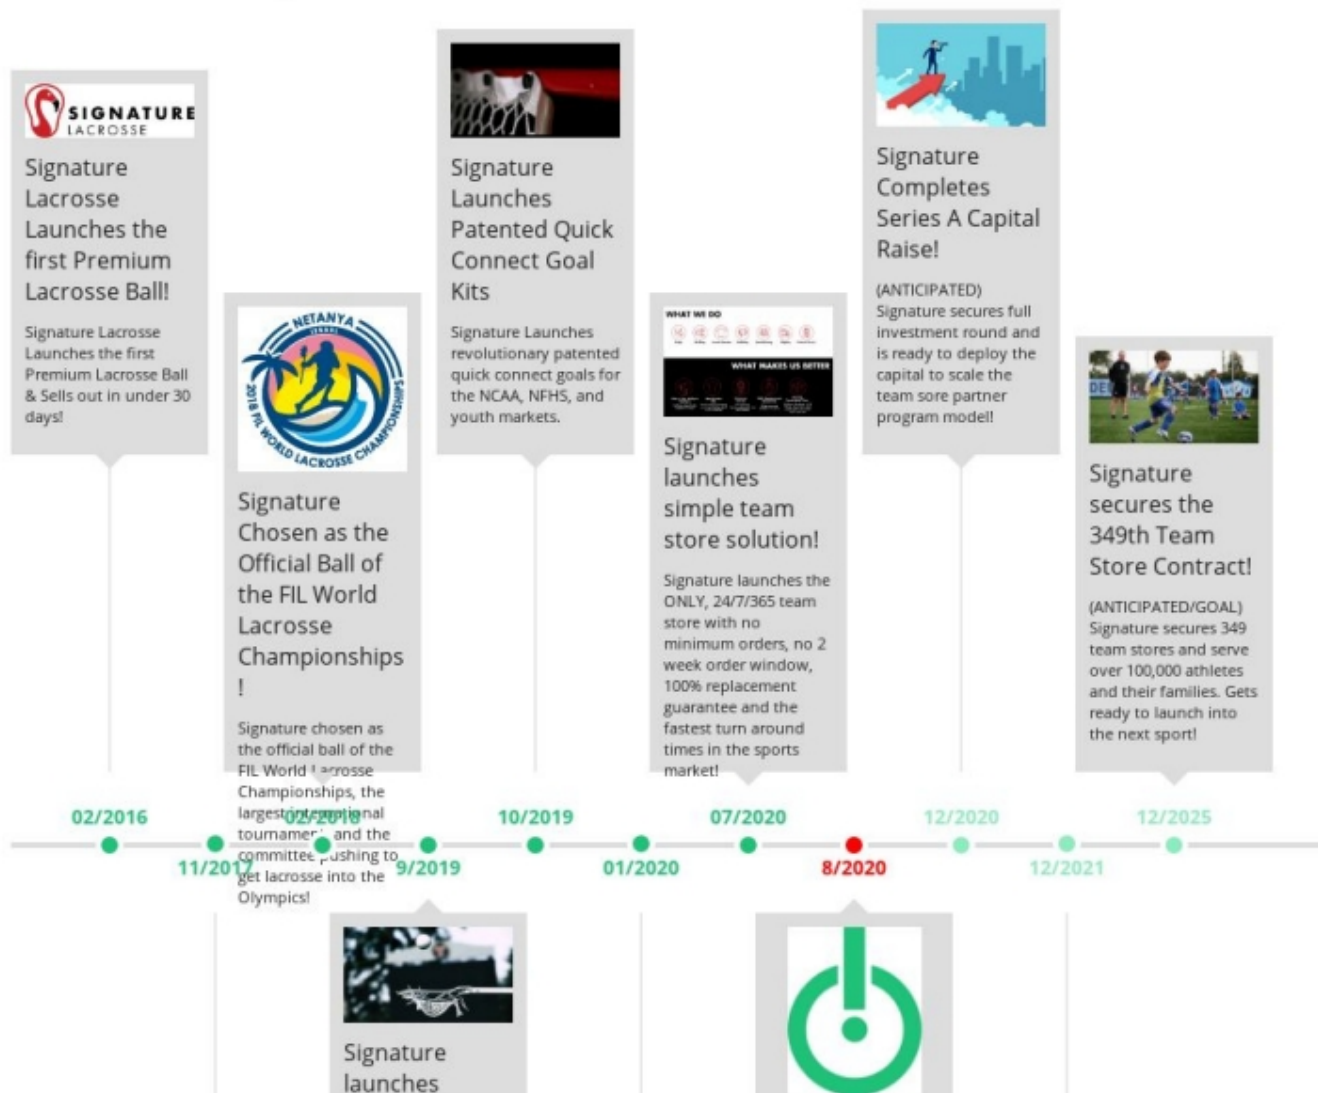 SIGNATURE
LACROSSE
Signature
Lacrosse
Launches the
first Premium
Lacrosse Ball!
Signature Lacrosse
Launches the first
Premium Lacrosse Ball
& Sells out in under 30
days!
NETANYA
ISRAEL
2018 FIL WORLD LACROSSE CHAMPIONSHIPS
Signature
Chosen as the
Official Ball of
the FIL World
Lacrosse
Championships
!
Signature chosen as
the official ball of the
FIL World Lacrosse
Championships, the
largest international
tournament and the
committee pushing to
get lacrosse into the
Olympics!
Signature
Launches
Patented Quick
Connect Goal
Kits
Signature Launches
revolutionary patented
quick connect goals for
the NCAA, NFHS, and
youth markets.
WHAT WE DO
WHAT MAKES US BETTER
Signature
launches
simple team
store solution!
Signature launches the
ONLY, 24/7/365 team
store with no
minimum orders, no 2
week order window,
100% replacement
guarantee and the
fastest turn around
times in the sports
market!
Signature
Completes
Series A Capital
Raise!
(ANTICIPATED)
Signature secures full
investment round and
is ready to deploy the
capital to scale the
team sore partner
program model!
Signature
secures the
349th Team
Store Contract!
(ANTICIPATED/GOAL)
Signature secures 349
team stores and serve
over 100,000 athletes
and their families. Gets
ready to launch into
the next sport!
02/2016
11/2017
02/2018
9/2019
10/2019
01/2020
07/2020
8/2020
12/2020
12/2021
12/2025
Signature
launches